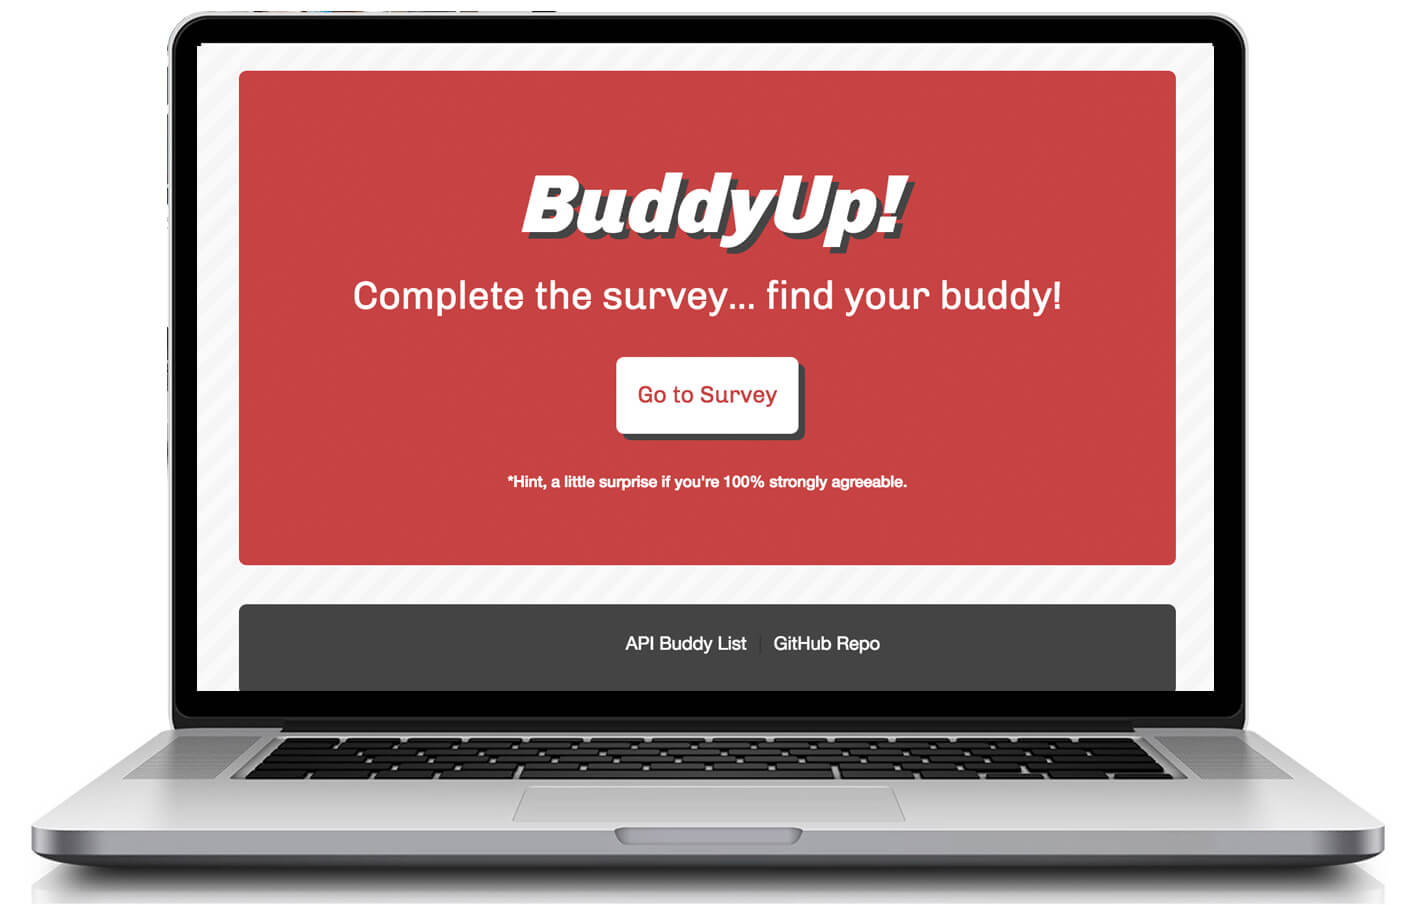 BuddyUp!
Complete the survey... find your buddy!
Go to Survey
*Hint, a little surprise if you're 100% strongly agreeable.
API Buddy List | GitHub Repo